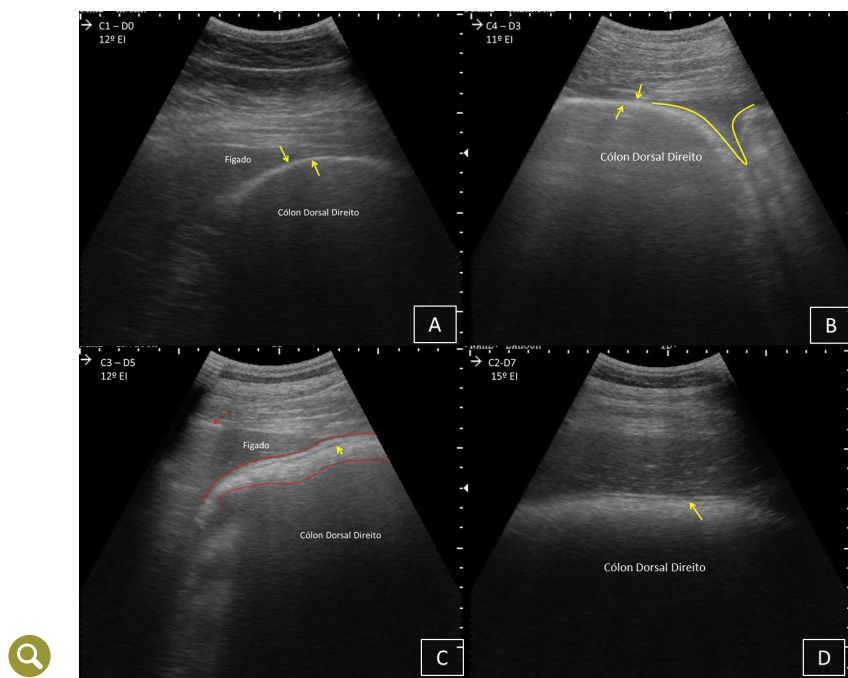 C1 – D0
12º EI
Fígado
Cólon Dorsal Direito
A
C4 – D3
11º EI
Cólon Dorsal Direito
B
C3 – D5
12º EI
Fígado
Cólon Dorsal Direito
C
C2-D7
15º EI
Cólon Dorsal Direito
D